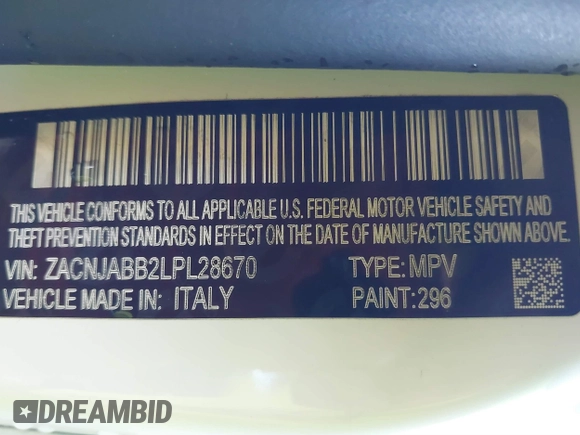 THIS VEHICLE CONFORMS TO ALL APPLICABLE U.S. FEDERAL MOTOR VEHICLE SAFETY AND
THEFT PREVENTION STANDARDS IN EFFECT ON THE DATE OF MANUFACTURE SHOWN ABOVE.
VIN: ZACNJABB2LPL28670 TYPE: MPV
VEHICLE MADE IN ITALY PAINT: 296
DREAMBID